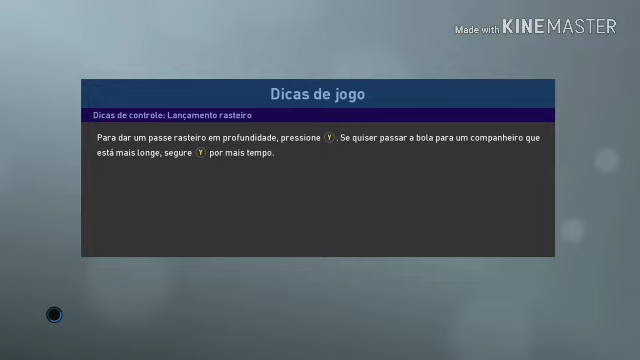 Made with KINEMASTER
Dicas de jogo
Dicas de controle: Lançamento rasteiro
Para dar um passe rasteiro em profundidade, pressione Y. Se quiser passar a bola para um companheiro que
está mais longe, segure Y por mais tempo.